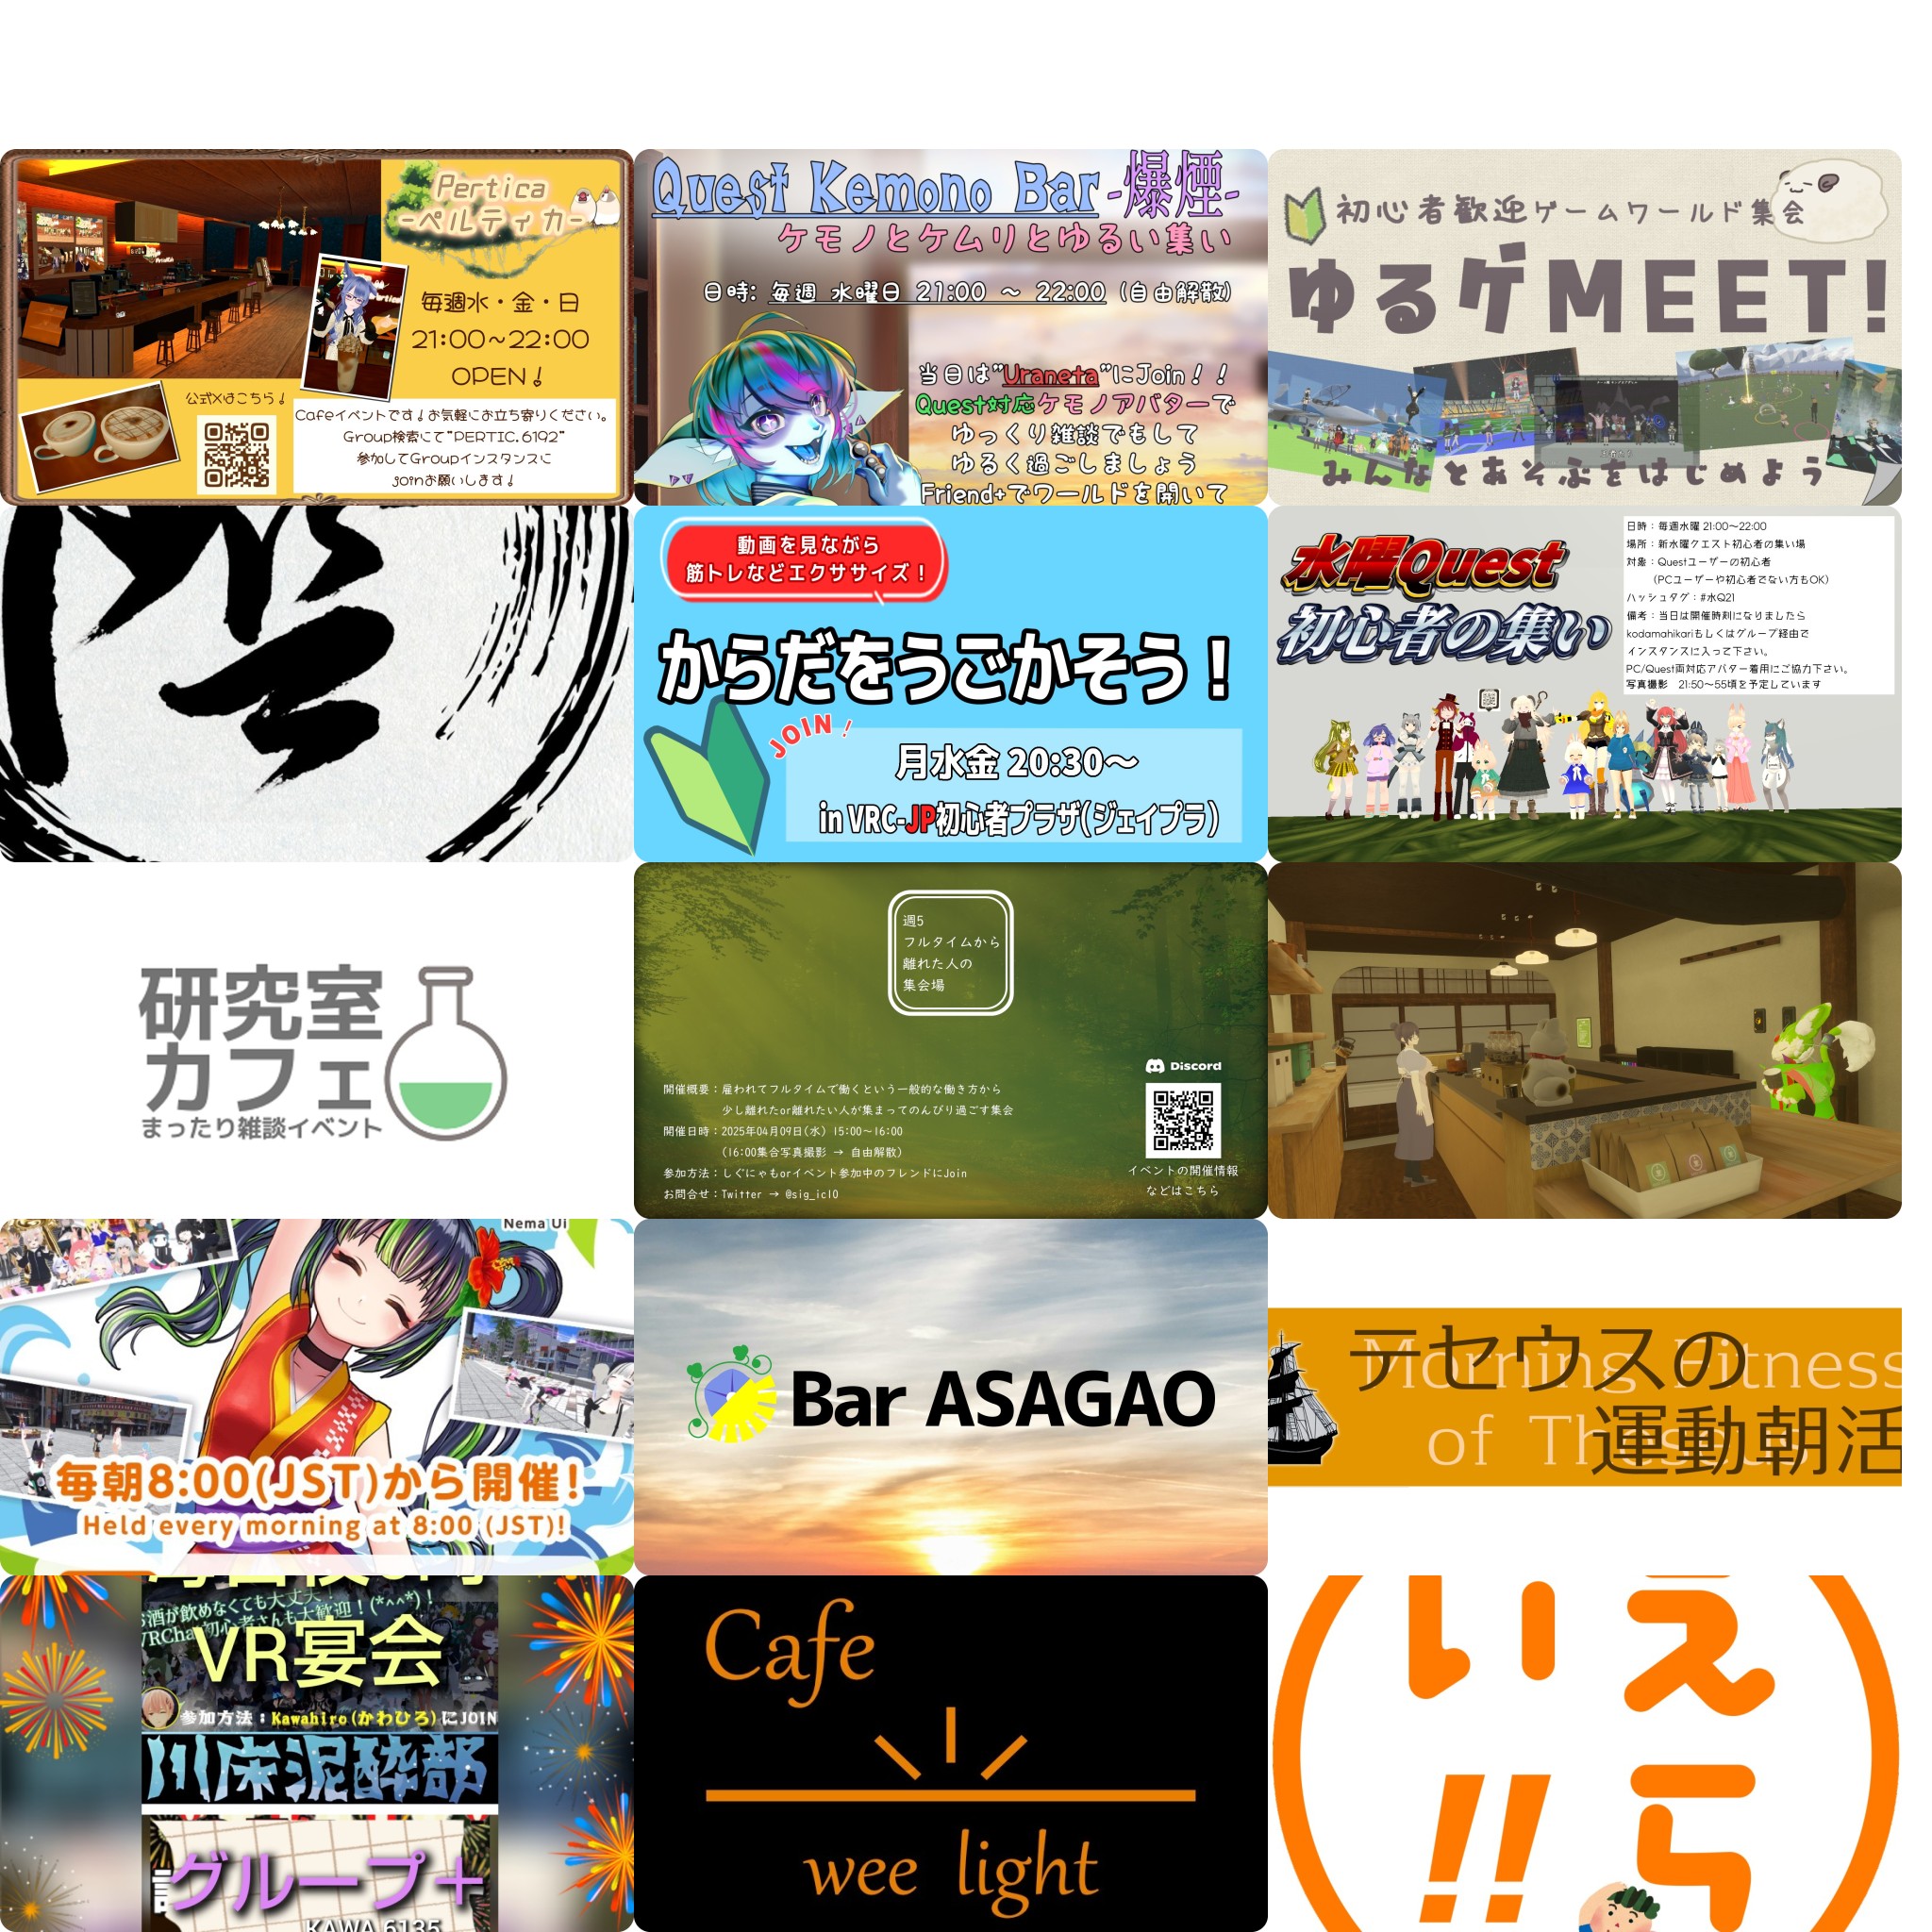 Pertica
-ペルティカ-
毎週水・金・日
21:00~22:00
OPEN!
公式Xはこちら!
Cafeイベントです!お気軽にお立ち寄りください。
Group検索にて"PERTIC.6192"
参加してGroupインスタンスに
joinお願いします!
Quest Kemono Bar-爆煙-
ケモノとケムリとゆるい集い
日時: 毎週 水曜日 21:00 ~ 22:00 (自由解散)
当日は"Uraneta"にJoin!!
Quest対応ケモノアバターで
ゆっくり雑談でもして
ゆるく過ごしましょう
Friend+でワールドを開いて
初心者歓迎ゲームワールド集会
ゆるゲMEET!
みんなとあそぶをはじめよう
動画を見ながら
筋トレなどエクササイズ!
からだをうごかそう!
JOIN!
月水金 20:30~
in VRC-JP初心者プラザ(ジェイプラ)
水曜Quest
初心者の集い
日時:毎週水曜 21:00~22:00
場所:新水曜クエスト初心者の集い場
対象:Questユーザーの初心者
(PCユーザーや初心者でない方もOK)
ハッシュタグ:#水Q21
備考:当日は開催時刻になりましたら
kodamahikariもしくはグループ経由で
インスタンスに入って下さい。
PC/Quest両対応アバター着用にご協力下さい。
写真撮影 21:50~55頃を予定しています
研究室
カフェ
まったり雑談イベント
週5
フルタイムから
離れた人の
集会場
開催概要:雇われてフルタイムで働くという一般的な働き方から
少し離れたor離れたい人が集まってのんびり過ごす集会
開催日時:2025年04月09日(水) 15:00~16:00
(16:00集合写真撮影 → 自由解散)
参加方法:しぐにゃもorイベント参加中のフレンドにJoin
お問合せ:Twitter → @sig_icl0
Discord
イベントの開催情報
などはこちら
Nema Ui
毎朝8:00(JST)から開催!
Held every morning at 8:00 (JST)!
Bar ASAGAO
テセウスの
運動朝活
Morning Fitness
of
お酒が飲めなくても大丈夫!
VRChat初心者さんも大歓迎!(*^^*)!
VR宴会
参加方法:Kawahiro(かわひろ)にJOIN
川床泥酔部
グループ+
KAWA.6135
Cafe
wee light
えら
い!!